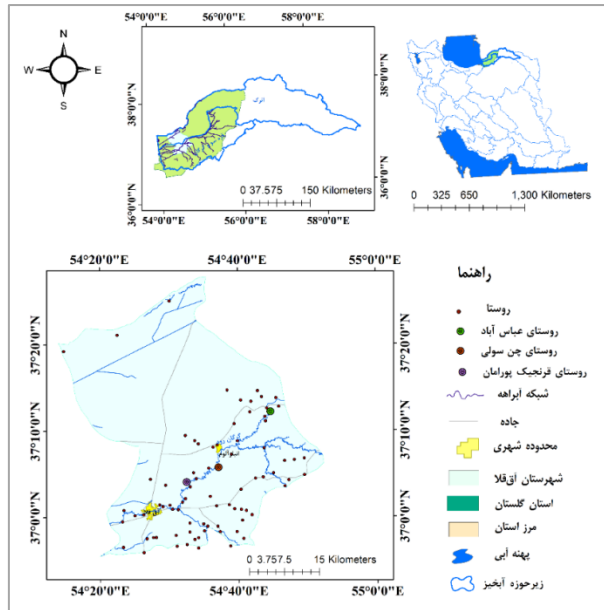 54°0'0"E 56°0'0"E
N
W E
S
38°0'0"N
38°0'0"N
36°0'0"N
36°0'0"N
0 37.575 150 Kilometers
54°0'0"E 56°0'0"E 58°0'0"E
0 325 650 1,300 Kilometers
54°20'0"E 54°40'0"E 55°0'0"E
37°20'0"N
37°20'0"N
37°10'0"N
37°10'0"N
37°0'0"N
37°0'0"N
0 3.757.5 15 Kilometers
54°20'0"E 54°40'0"E 55°0'0"E
راهنما
روستا
روستای عباس آباد
روستای چن سولی
روستای قرنجیک پورامان
شبکه آبراهه
جاده
محدوده شهری
شهرستان آق‌قلا
استان گلستان
مرز استان
پهنه آبی
زیرحوزه آبخیز